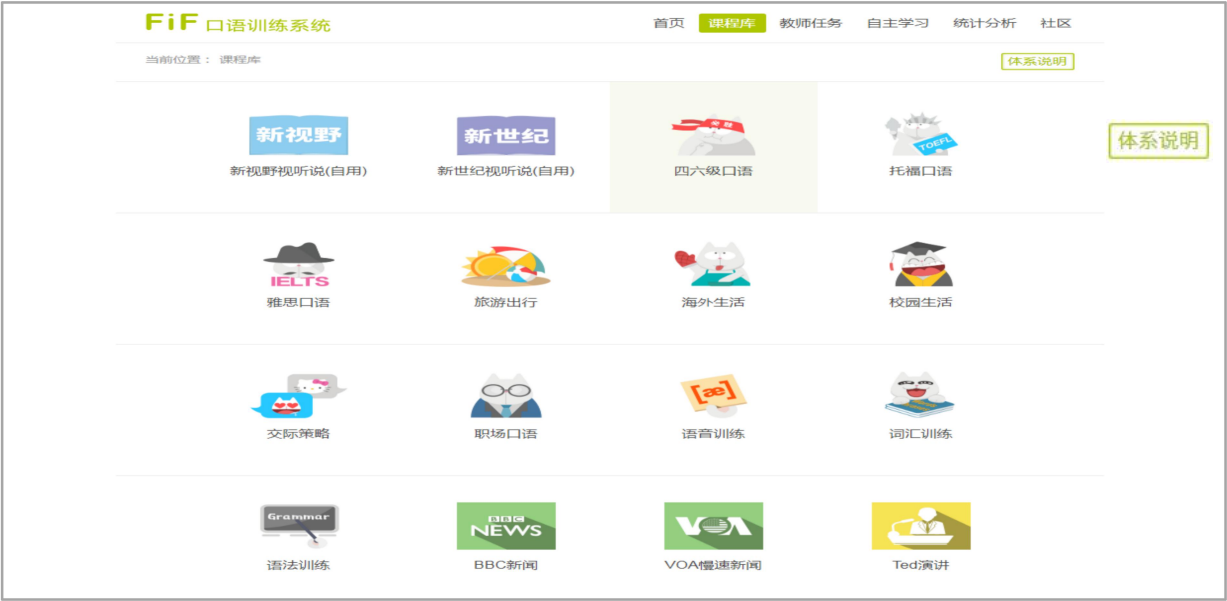 FiF 口语训练系统
首页 课程库 教师任务 自主学习 统计分析 社区
当前位置： 课程库
体系说明
体系说明
新视野 新世纪 TOEFL
新视野视听说(自用) 新世纪视听说(自用) 四六级口语 托福口语
IELTS
雅思口语 旅游出行 海外生活 校园生活
[æ]
交际策略 职场口语 语音训练 词汇训练
Grammar BBC NEWS VOA
语法训练 BBC新闻 VOA慢速新闻 Ted演讲